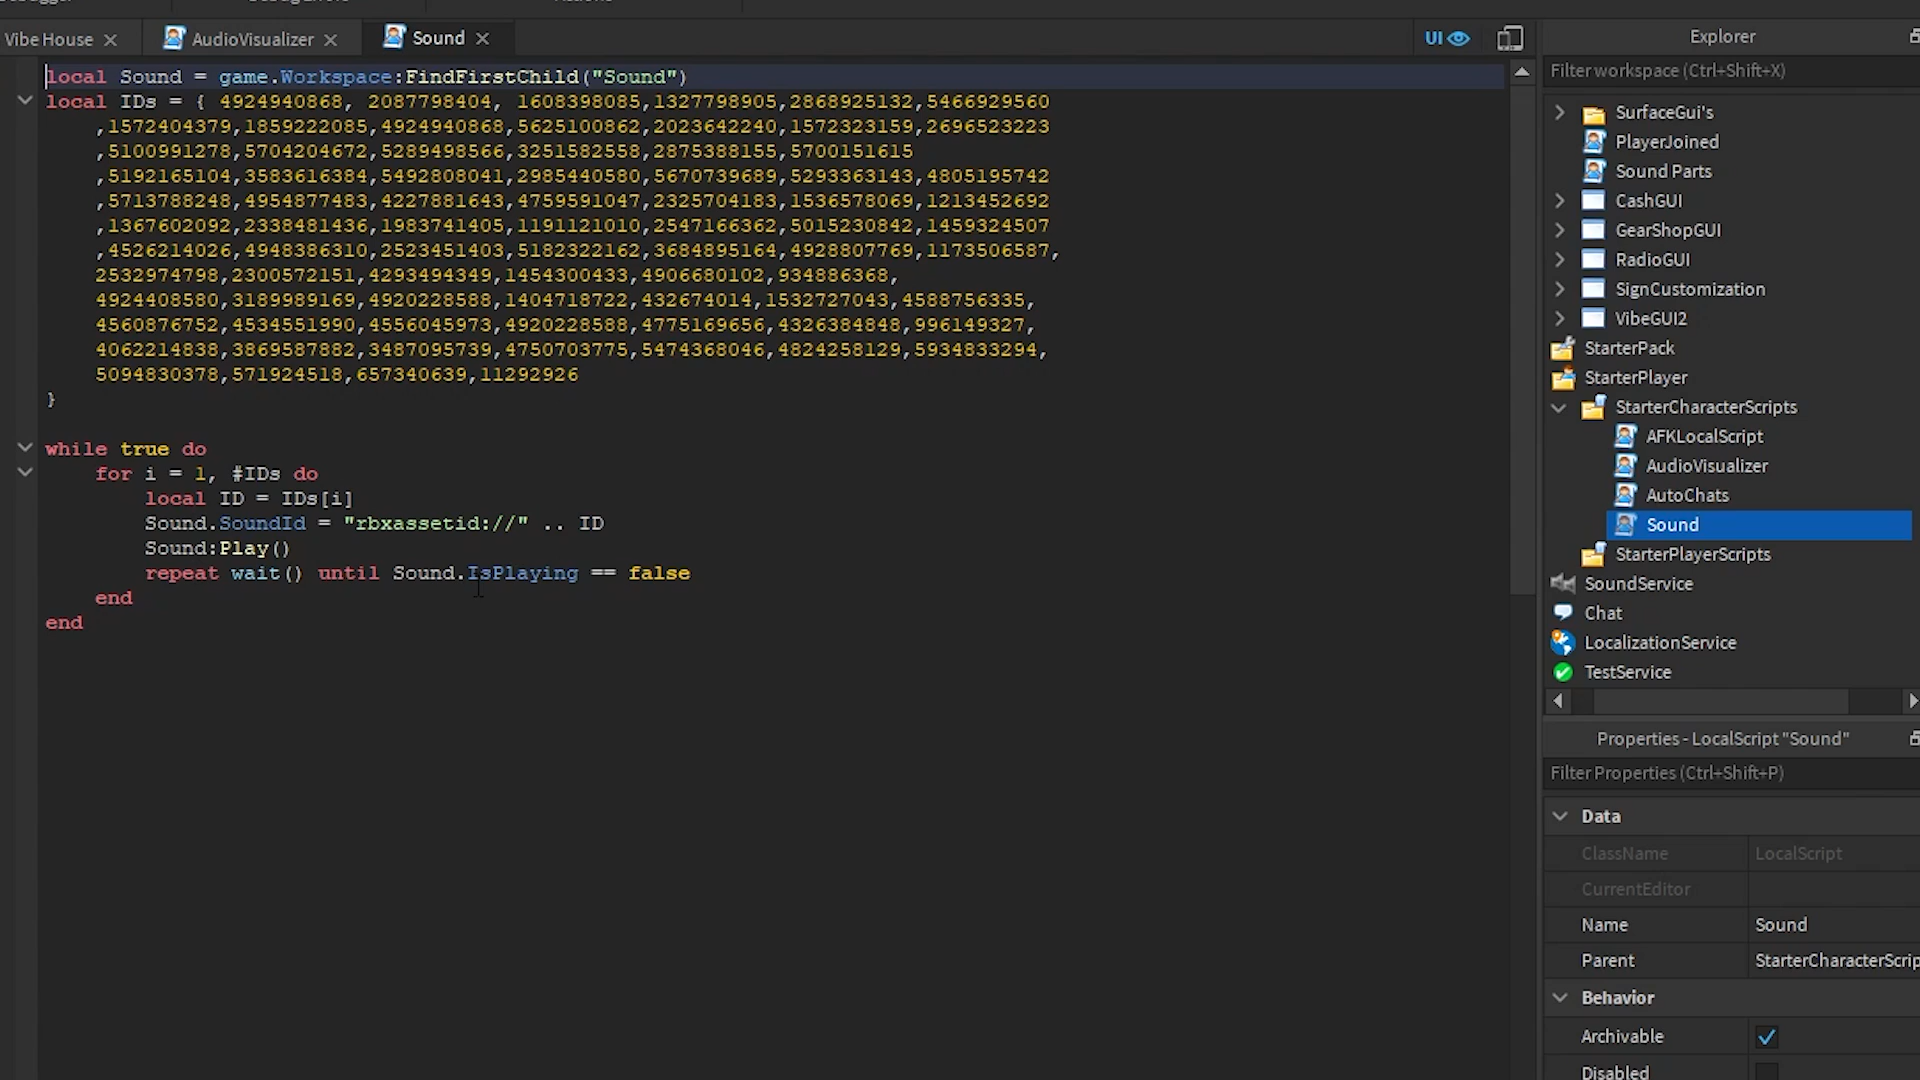 Vibe House
AudioVisualizer
Sound
UI
local Sound = game.Workspace:FindFirstChild("Sound")
local IDs = { 4924940868, 2087798404, 1608398085,1327798905,2868925132,5466929560
,1572404379,1859222085,4924940868,5625100862,2023642240,1572323159,2696523223
,5100991278,5704204672,5289498566,3251582558,2875388155,5700151615
,5192165104,3583616384,5492808041,2985440580,5670739689,5293363143,4805195742
,5713788248,4954877483,4227881643,4759591047,2325704183,1536578069,1213452692
,1367602092,2338481436,1983741405,1191121010,2547166362,5015230842,1459324507
,4526214026,4948386310,2523451403,5182322162,3684895164,4928807769,1173506587,
2532974798,2300572151,4293494349,1454300433,4906680102,934886368,
4924408580,3189989169,4920228588,1404718722,432674014,1532727043,4588756335,
4560876752,4534551990,4556045973,4920228588,4775169656,4326384848,996149327,
4062214838,3869587882,3487095739,4750703775,5474368046,4824258129,5934833294,
5094830378,571924518,657340639,11292926
}
while true do
for i = 1, #IDs do
local ID = IDs[i]
Sound.SoundId = "rbxassetid://" .. ID
Sound:Play()
repeat wait() until Sound.IsPlaying == false
end
end
Explorer
Filter workspace (Ctrl+Shift+X)
SurfaceGui's
PlayerJoined
Sound Parts
CashGUI
GearShopGUI
RadioGUI
SignCustomization
VibeGUI2
StarterPack
StarterPlayer
StarterCharacterScripts
AFKLocalScript
AudioVisualizer
AutoChats
Sound
StarterPlayerScripts
SoundService
Chat
LocalizationService
TestService
Properties - LocalScript "Sound"
Filter Properties (Ctrl+Shift+P)
Data
ClassName LocalScript
CurrentEditor
Name Sound
Parent StarterCharacterScrip
Behavior
Archivable
Disabled